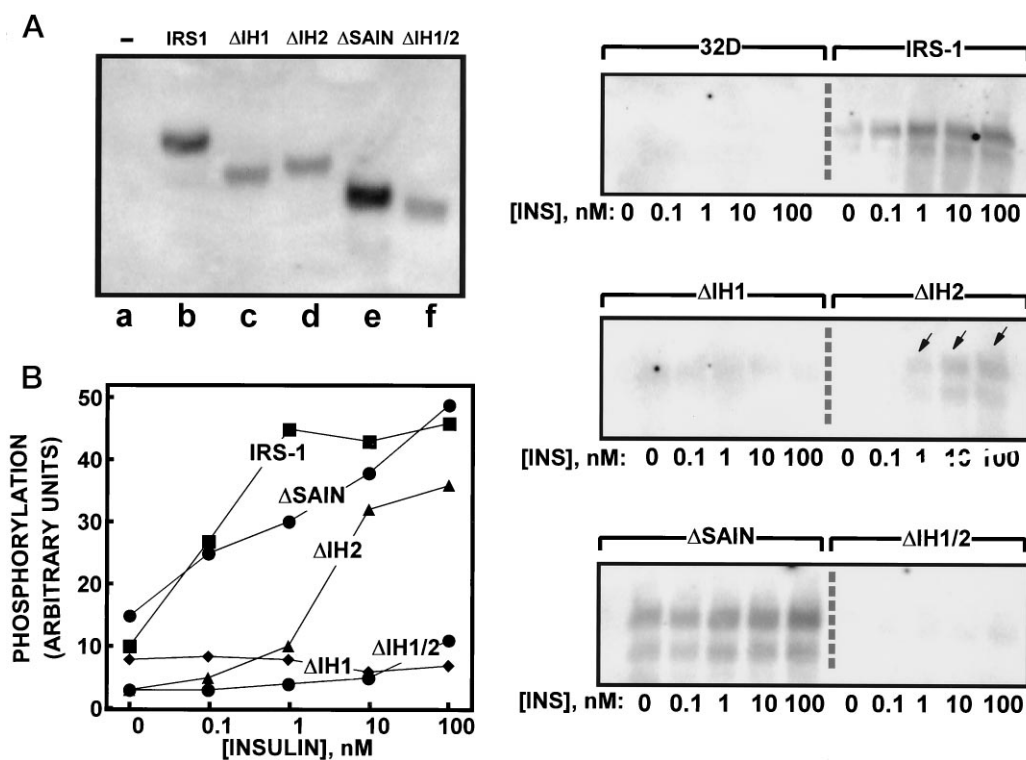 A
– IRS1 ΔIH1 ΔIH2 ΔSAIN ΔIH1/2
a b c d e f
B
PHOSPHORYLATION
(ARBITRARY UNITS)
50
40
30
20
10
0
IRS-1
ΔSAIN
ΔIH2
ΔIH1/2
ΔIH1
0 0.1 1 10 100
[INSULIN], nM
32D IRS-1
[INS], nM: 0 0.1 1 10 100 0 0.1 1 10 100
ΔIH1 ΔIH2
[INS], nM: 0 0.1 1 10 100 0 0.1 1 10 100
ΔSAIN ΔIH1/2
[INS], nM: 0 0.1 1 10 100 0 0.1 1 10 100